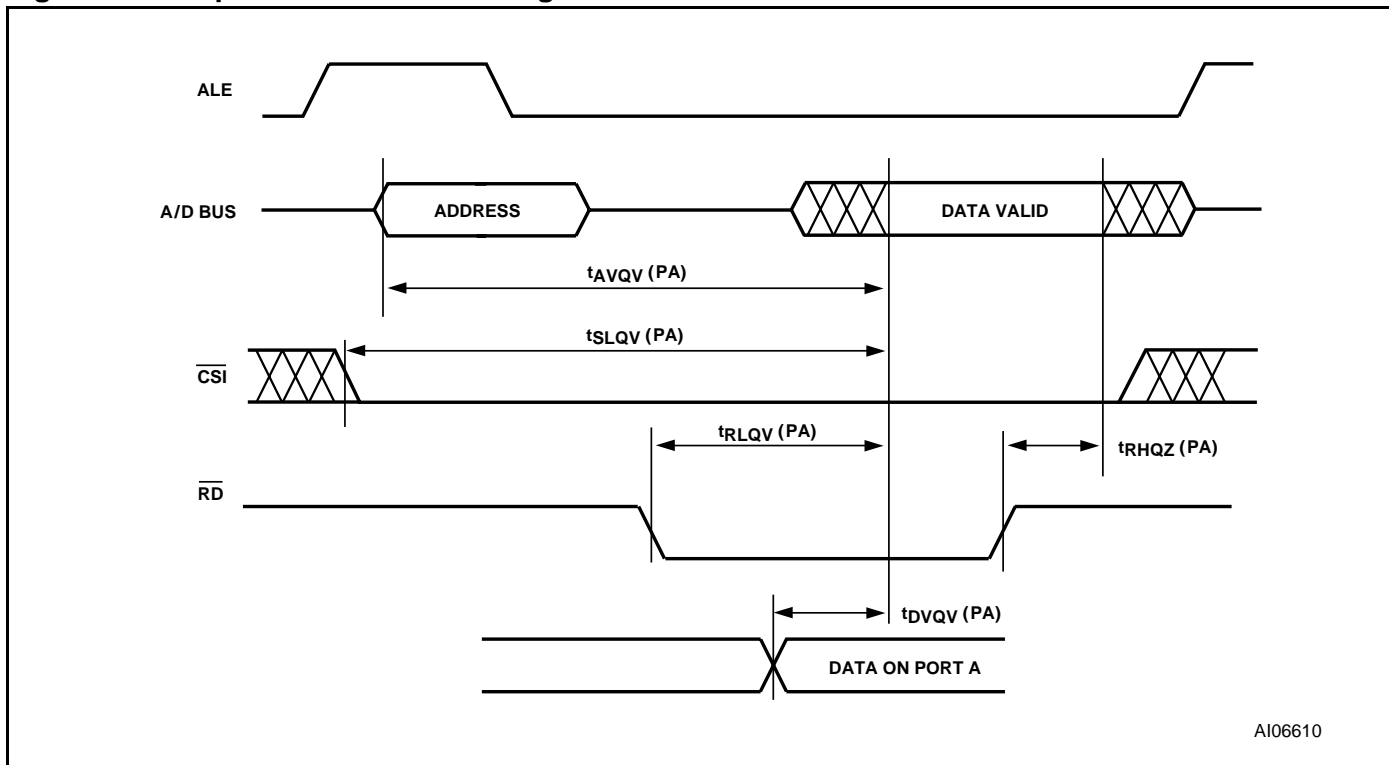 ALE
A/D BUS
ADDRESS
DATA VALID
tAVQV (PA)
tSLQV (PA)
CSI
tRLQV (PA)
tRHQZ (PA)
RD
tDVQV (PA)
DATA ON PORT A
AI06610